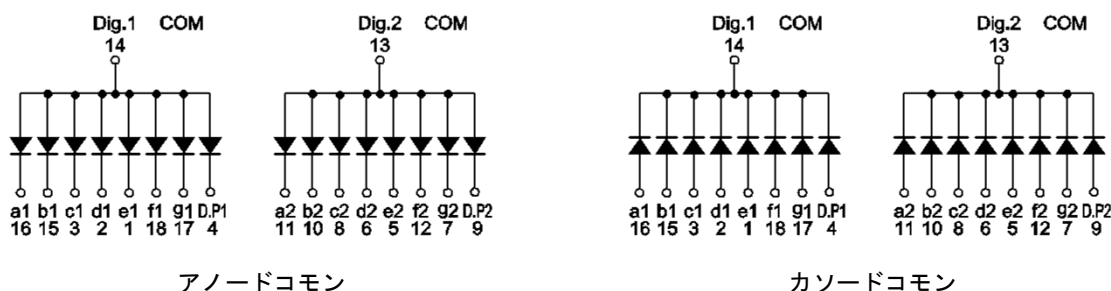 Dig.1 COM
14
Dig.2 COM
13
a1 b1 c1 d1 e1 f1 g1 D.P1
16 15 3 2 1 18 17 4
a2 b2 c2 d2 e2 f2 g2 D.P2
11 10 8 6 5 12 7 9
アノードコモン
Dig.1 COM
14
Dig.2 COM
13
a1 b1 c1 d1 e1 f1 g1 D.P1
16 15 3 2 1 18 17 4
a2 b2 c2 d2 e2 f2 g2 D.P2
11 10 8 6 5 12 7 9
カソードコモン